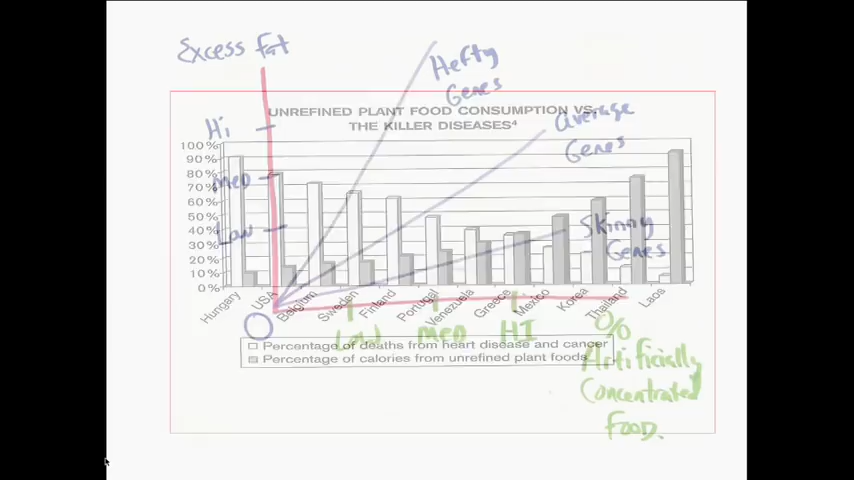 Excess Fat
Hefty
Genes
UNREFINED PLANT FOOD CONSUMPTION VS.
THE KILLER DISEASES⁴
Average
Genes
Hi
Med
Low
100%
90%
80%
70%
60%
50%
40%
30%
20%
10%
0%
Skinny
Genes
Hungary
USA
Belgium
Sweden
Finland
Portugal
Venezuela
Greece
Mexico
Korea
Thailand
Laos
O
Low
Med
HI
%
Artificially
Concentrated
Food.
Percentage of deaths from heart disease and cancer
Percentage of calories from unrefined plant foods